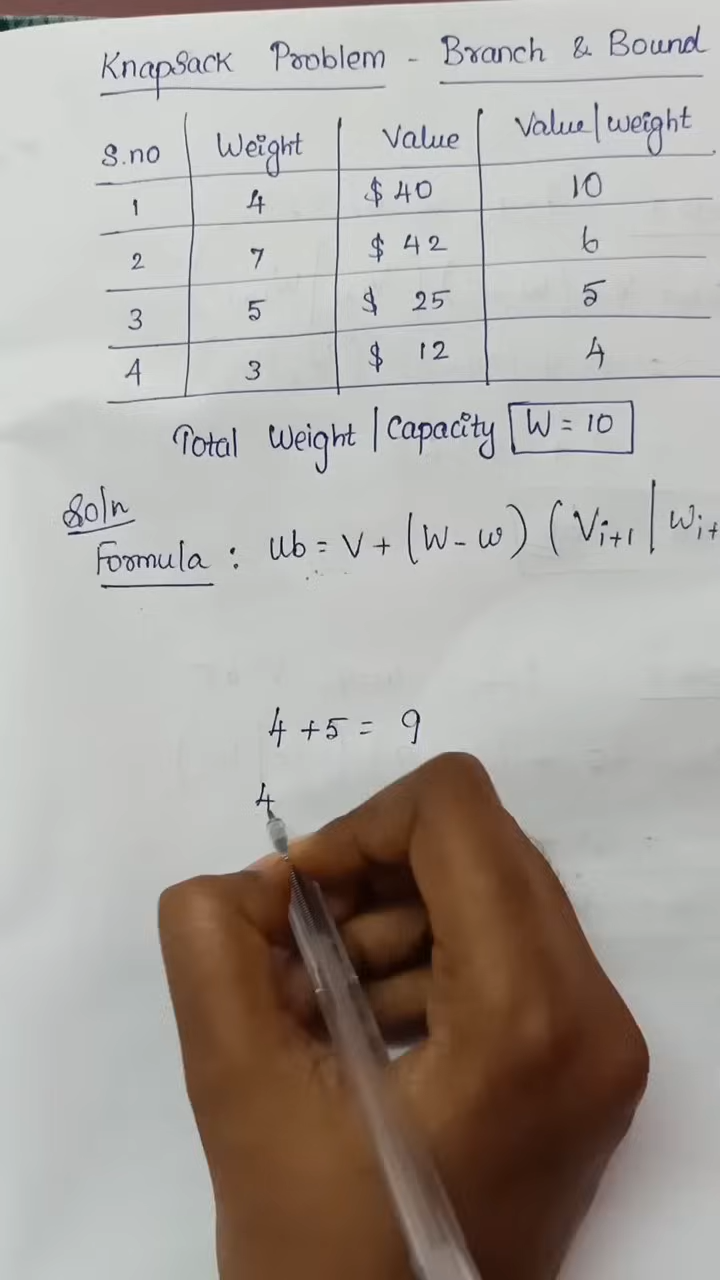 Knapsack Problem - Branch & Bound
S.no Weight Value Value/weight
1 4 $ 40 10
2 7 $ 42 6
3 5 $ 25 5
4 3 $ 12 4
Total Weight | Capacity W = 10
Soln
Formula : ub = V + (W - w) (Vi+1 | wi+
4 + 5 = 9
4